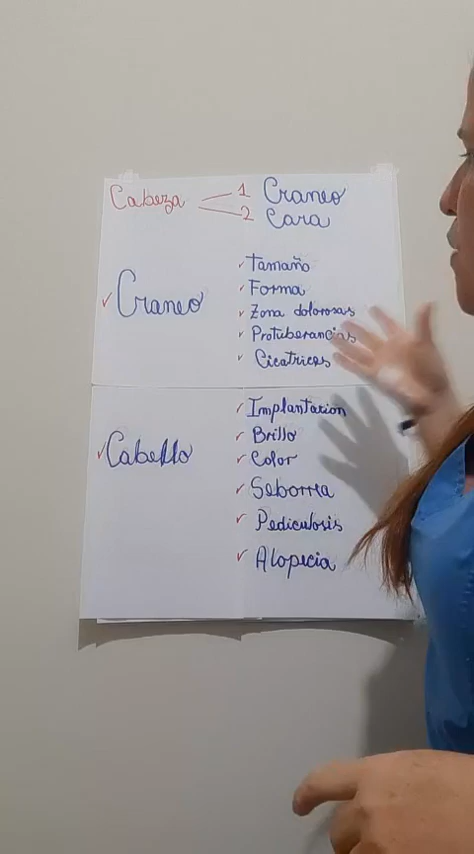 Cabeza 1 Craneo
2 Cara
Craneo
Tamaño
Forma
Zona dolorosas
Protuberancias
Cicatrices
Cabello
Implantacion
Brillo
Color
Seborrea
Pediculosis
Alopecia